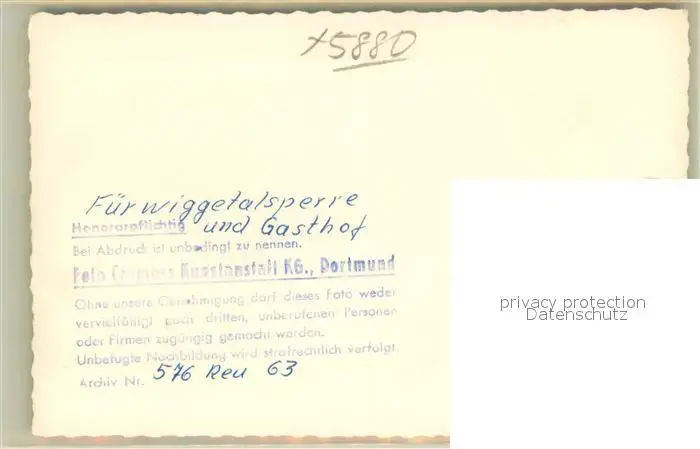 x5880
Fürwiggetalsperre
Honorarpflichtig und Gasthof
Bei Abdruck ist unbedingt zu nennen.
Foto Kunstanstalt KG., Dortmund
Ohne unsere Genehmigung darf dieses Foto weder
vervielfältigt noch dritten, unberufenen Personen
oder Firmen zugängig gemacht werden.
Unbefugte Nachbildung wird strafrechtlich verfolgt.
Archiv Nr. 576 Reu 63
privacy protection
Datenschutz